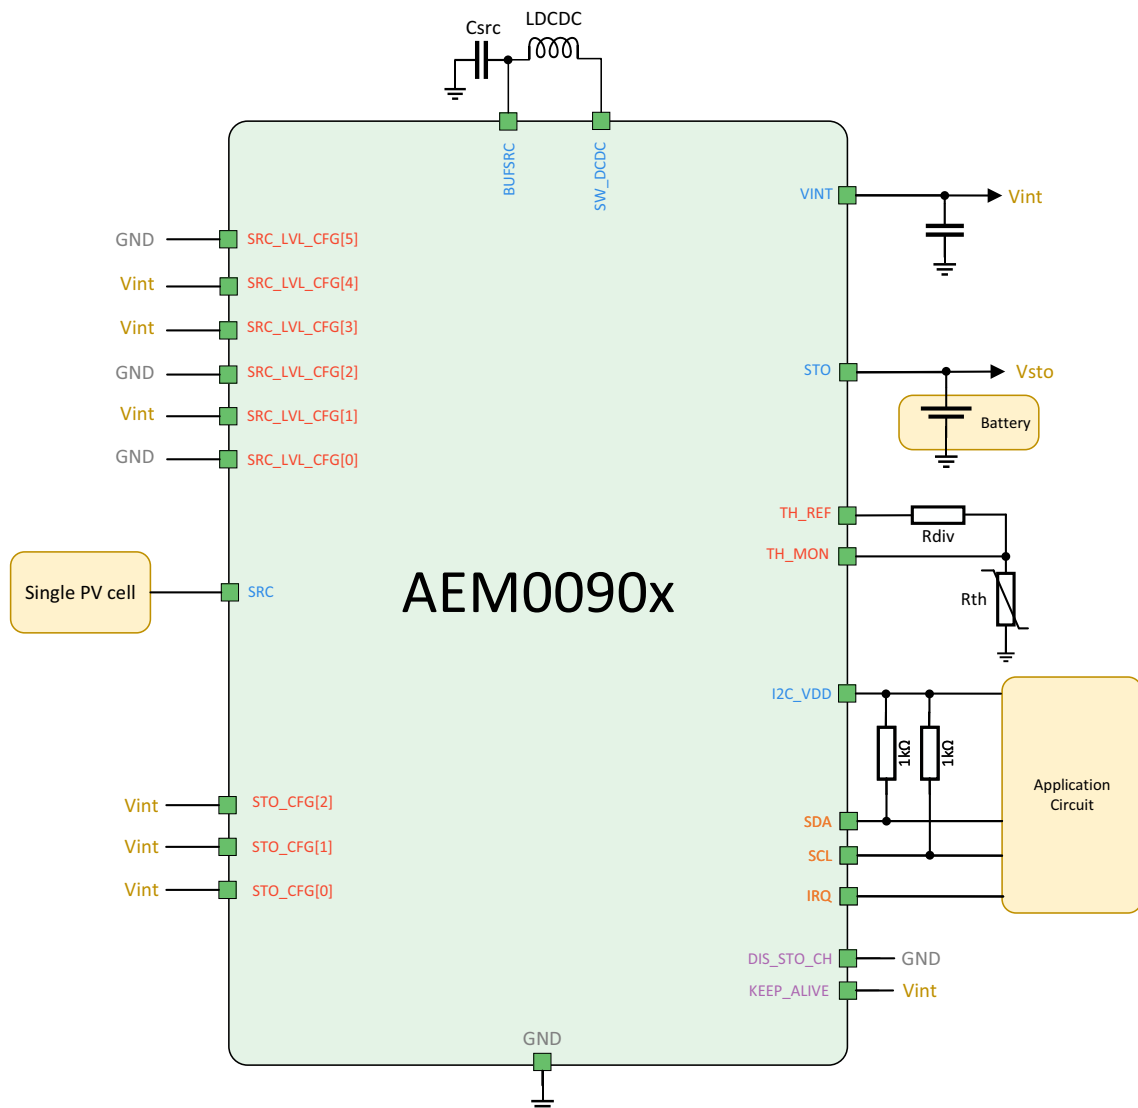 Csrc
LDCDC
BUFSRC
SW_DCDC
VINT
Vint
GND
SRC_LVL_CFG[5]
Vint
SRC_LVL_CFG[4]
Vint
SRC_LVL_CFG[3]
GND
SRC_LVL_CFG[2]
Vint
SRC_LVL_CFG[1]
GND
SRC_LVL_CFG[0]
STO
Vsto
Battery
TH_REF
Rdiv
TH_MON
Rth
Single PV cell
SRC
AEM0090x
I2C_VDD
1kΩ
1kΩ
Application
Circuit
Vint
STO_CFG[2]
Vint
STO_CFG[1]
Vint
STO_CFG[0]
SDA
SCL
IRQ
DIS_STO_CH
GND
KEEP_ALIVE
Vint
GND